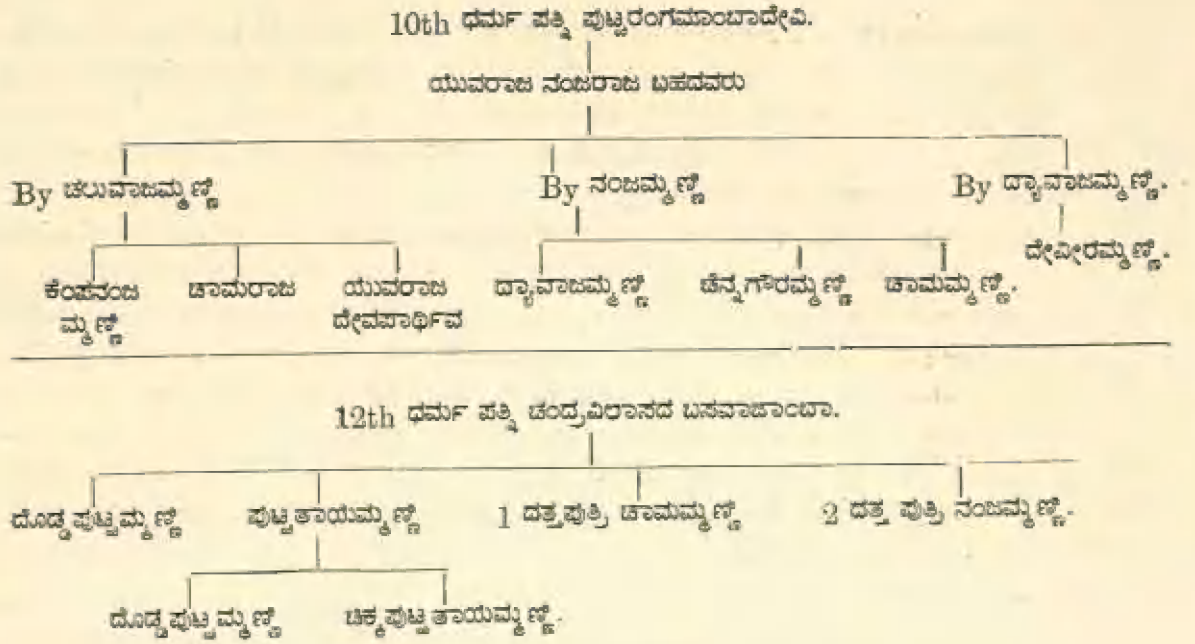 10th ಧರ್ಮ ಪತ್ನಿ ಪುಟ್ಟರಂಗಮಾಂಬಾದೇವಿ.
ಯುವರಾಜ ನಂಜರಾಜ ಬಹದವರು
By ಚಲುವಾಜಮ್ಮಣ್ಣಿ By ನಂಜಮ್ಮಣ್ಣಿ By ದ್ಯಾವಾಜಮ್ಮಣ್ಣಿ.
ದೇವೀರಮ್ಮಣ್ಣಿ.
ಕೆಂಪನಂಜ ಚಾಮರಾಜ ಯುವರಾಜ ದ್ಯಾವಾಜಮ್ಮಣ್ಣಿ ಚೆನ್ನಗೌರಮ್ಮಣ್ಣಿ ಚಾಮಮ್ಮಣ್ಣಿ.
ಮ್ಮಣ್ಣಿ ದೇವಪಾರ್ಥಿವ
12th ಧರ್ಮ ಪತ್ನಿ ಚಂದ್ರವಿಲಾಸದ ಬಸವಾಜಾಂಬಾ.
ದೊಡ್ಡಪುಟ್ಟಮ್ಮಣ್ಣಿ ಪುಟ್ಟತಾಯಮ್ಮಣ್ಣಿ 1 ದತ್ತಪುತ್ರಿ ಚಾಮಮ್ಮಣ್ಣಿ 2 ದತ್ತ ಪುತ್ರಿ ನಂಜಮ್ಮಣ್ಣಿ.
ದೊಡ್ಡಪುಟ್ಟಮ್ಮಣ್ಣಿ ಚಿಕ್ಕಪುಟ್ಟತಾಯಮ್ಮಣ್ಣಿ.